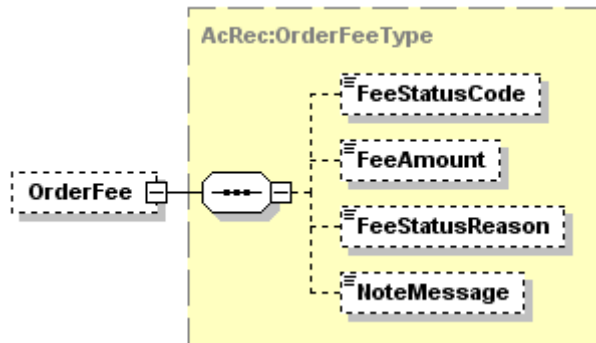 AcRec:OrderFeeType
FeeStatusCode
FeeAmount
OrderFee
FeeStatusReason
NoteMessage